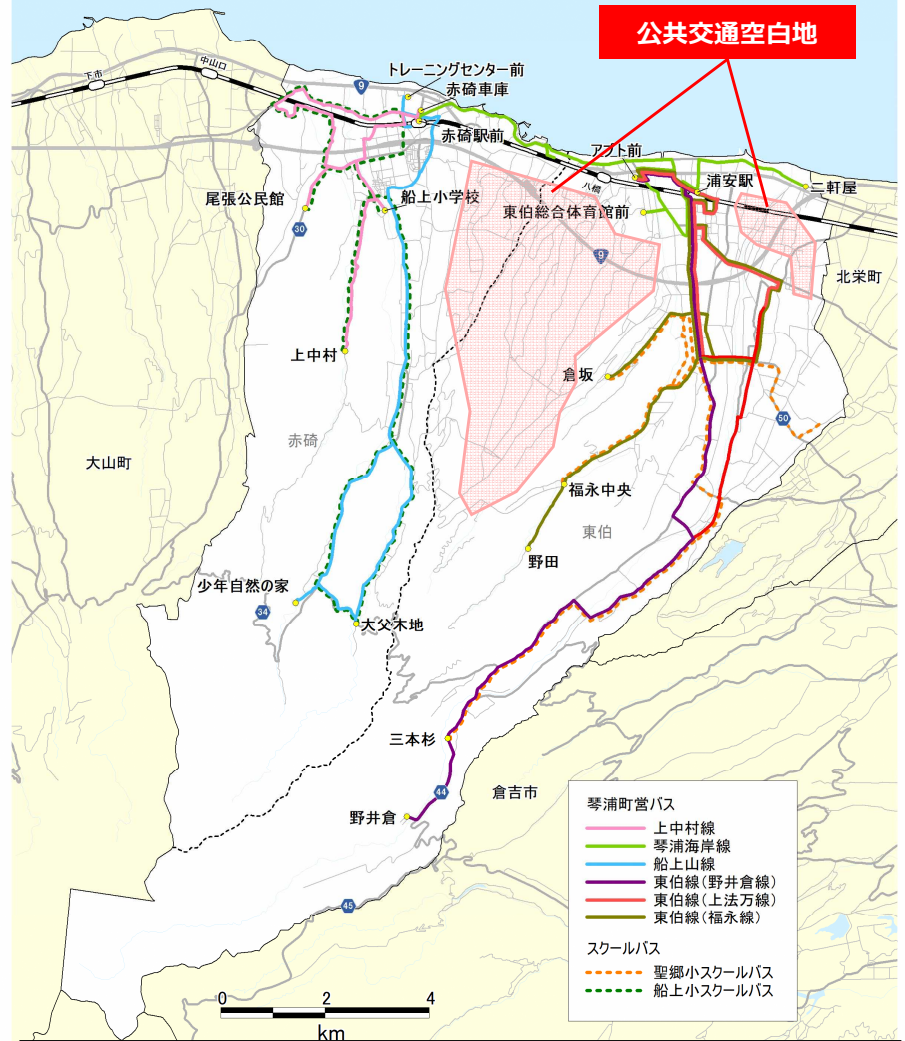 公共交通空白地
中山口
下市
9
トレーニングセンター前
赤碕車庫
赤碕駅前
アプト前
八橋
浦安駅
二軒屋
尾張公民館
船上小学校
東伯総合体育館前
30
9
北栄町
上中村
倉坂
50
赤碕
大山町
福永中央
東伯
野田
少年自然の家
34
大父木地
三本杉
44
倉吉市
野井倉
45
琴浦町営バス
上中村線
琴浦海岸線
船上山線
東伯線(野井倉線)
東伯線(上法万線)
東伯線(福永線)
スクールバス
聖郷小スクールバス
船上小スクールバス
0 2 4
km